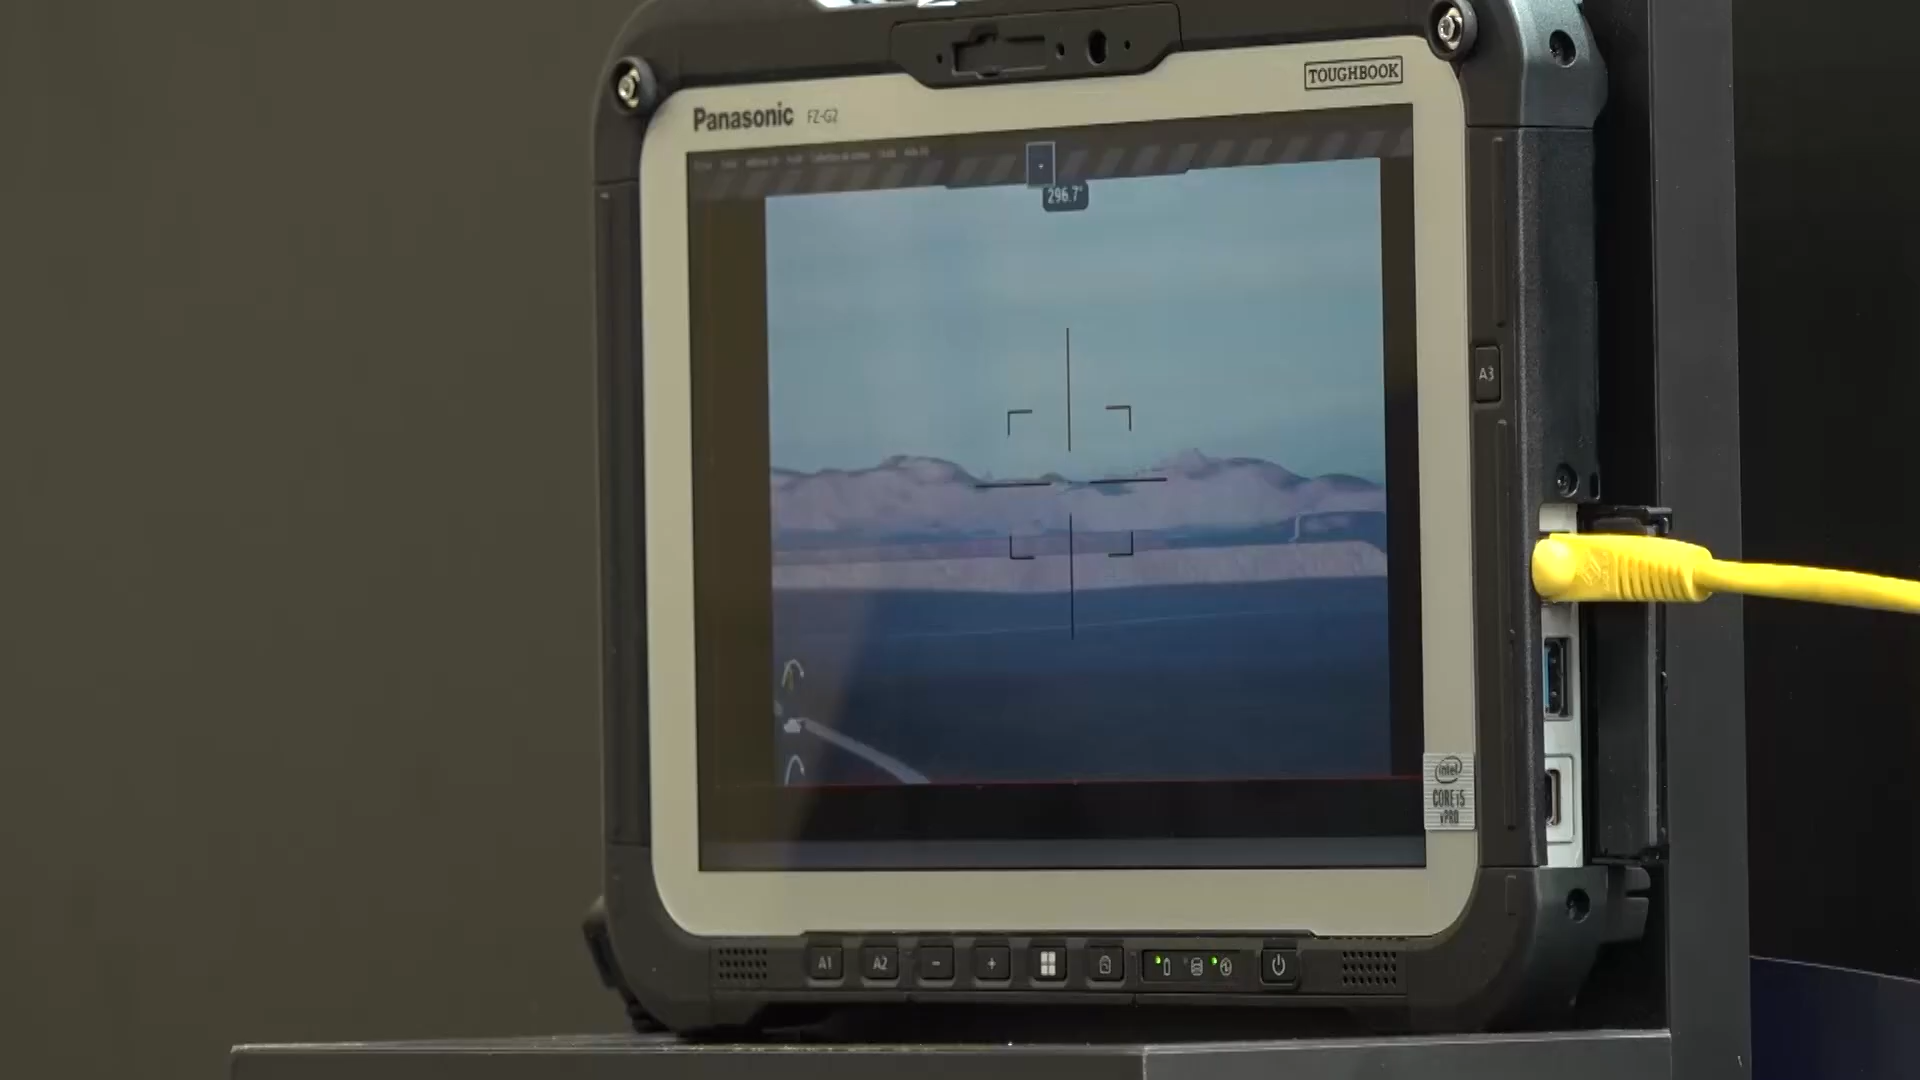 TOUGHBOOK
Panasonic FZ-G2
296.7°
A3
intel
CORE i5
vPRO
A1 A2 - +